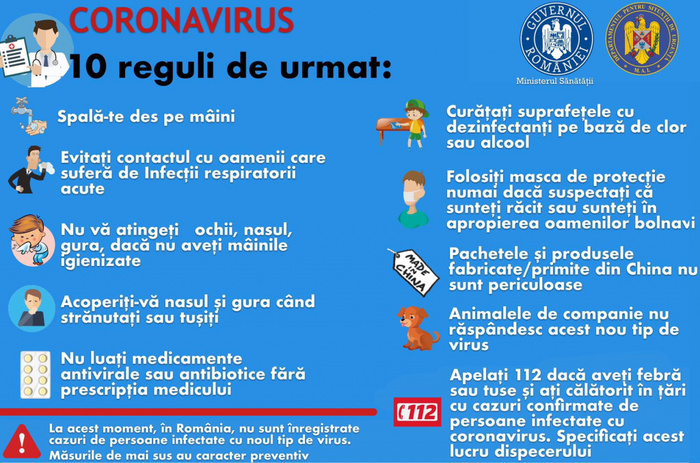 CORONAVIRUS
10 reguli de urmat:
GUVERNUL ROMÂNIEI
Ministerul Sănătății
DEPARTAMENTUL PENTRU SITUAȚII DE URGENȚĂ
M.A.I.
Spală-te des pe mâini
Evitați contactul cu oamenii care
suferă de Infecții respiratorii
acute
Nu vă atingeți ochii, nasul,
gura, dacă nu aveți mâinile
igienizate
Acoperiți-vă nasul și gura când
strănutați sau tușiți
Nu luați medicamente
antivirale sau antibiotice fără
prescripția medicului
Curățați suprafețele cu
dezinfectanți pe bază de clor
sau alcool
Folosiți masca de protecție
numai dacă suspectați că
sunteți răcit sau sunteți în
apropierea oamenilor bolnavi
MADE IN
CHINA
Pachetele și produsele
fabricate/primite din China nu
sunt periculoase
Animalele de companie nu
răspândesc acest nou tip de
virus
112
Apelați 112 dacă aveți febră
sau tuse și ați călătorit în țări
cu cazuri confirmate de
persoane infectate cu
coronavirus. Specificați acest
lucru dispecerului
La acest moment, în România, nu sunt înregistrate
cazuri de persoane infectate cu noul tip de virus.
Măsurile de mai sus au caracter preventiv